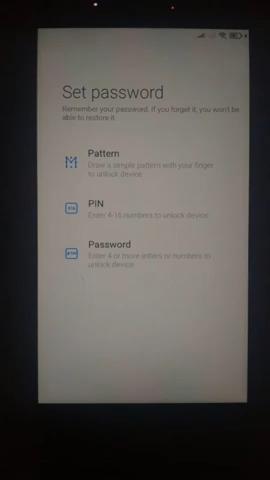 Set password
Remember your password. If you forget it, you won't be
able to restore it.
Pattern
Draw a simple pattern with your finger
to unlock device
PIN
Enter 4-16 numbers to unlock device
Password
Enter 4 or more letters or numbers to
unlock device